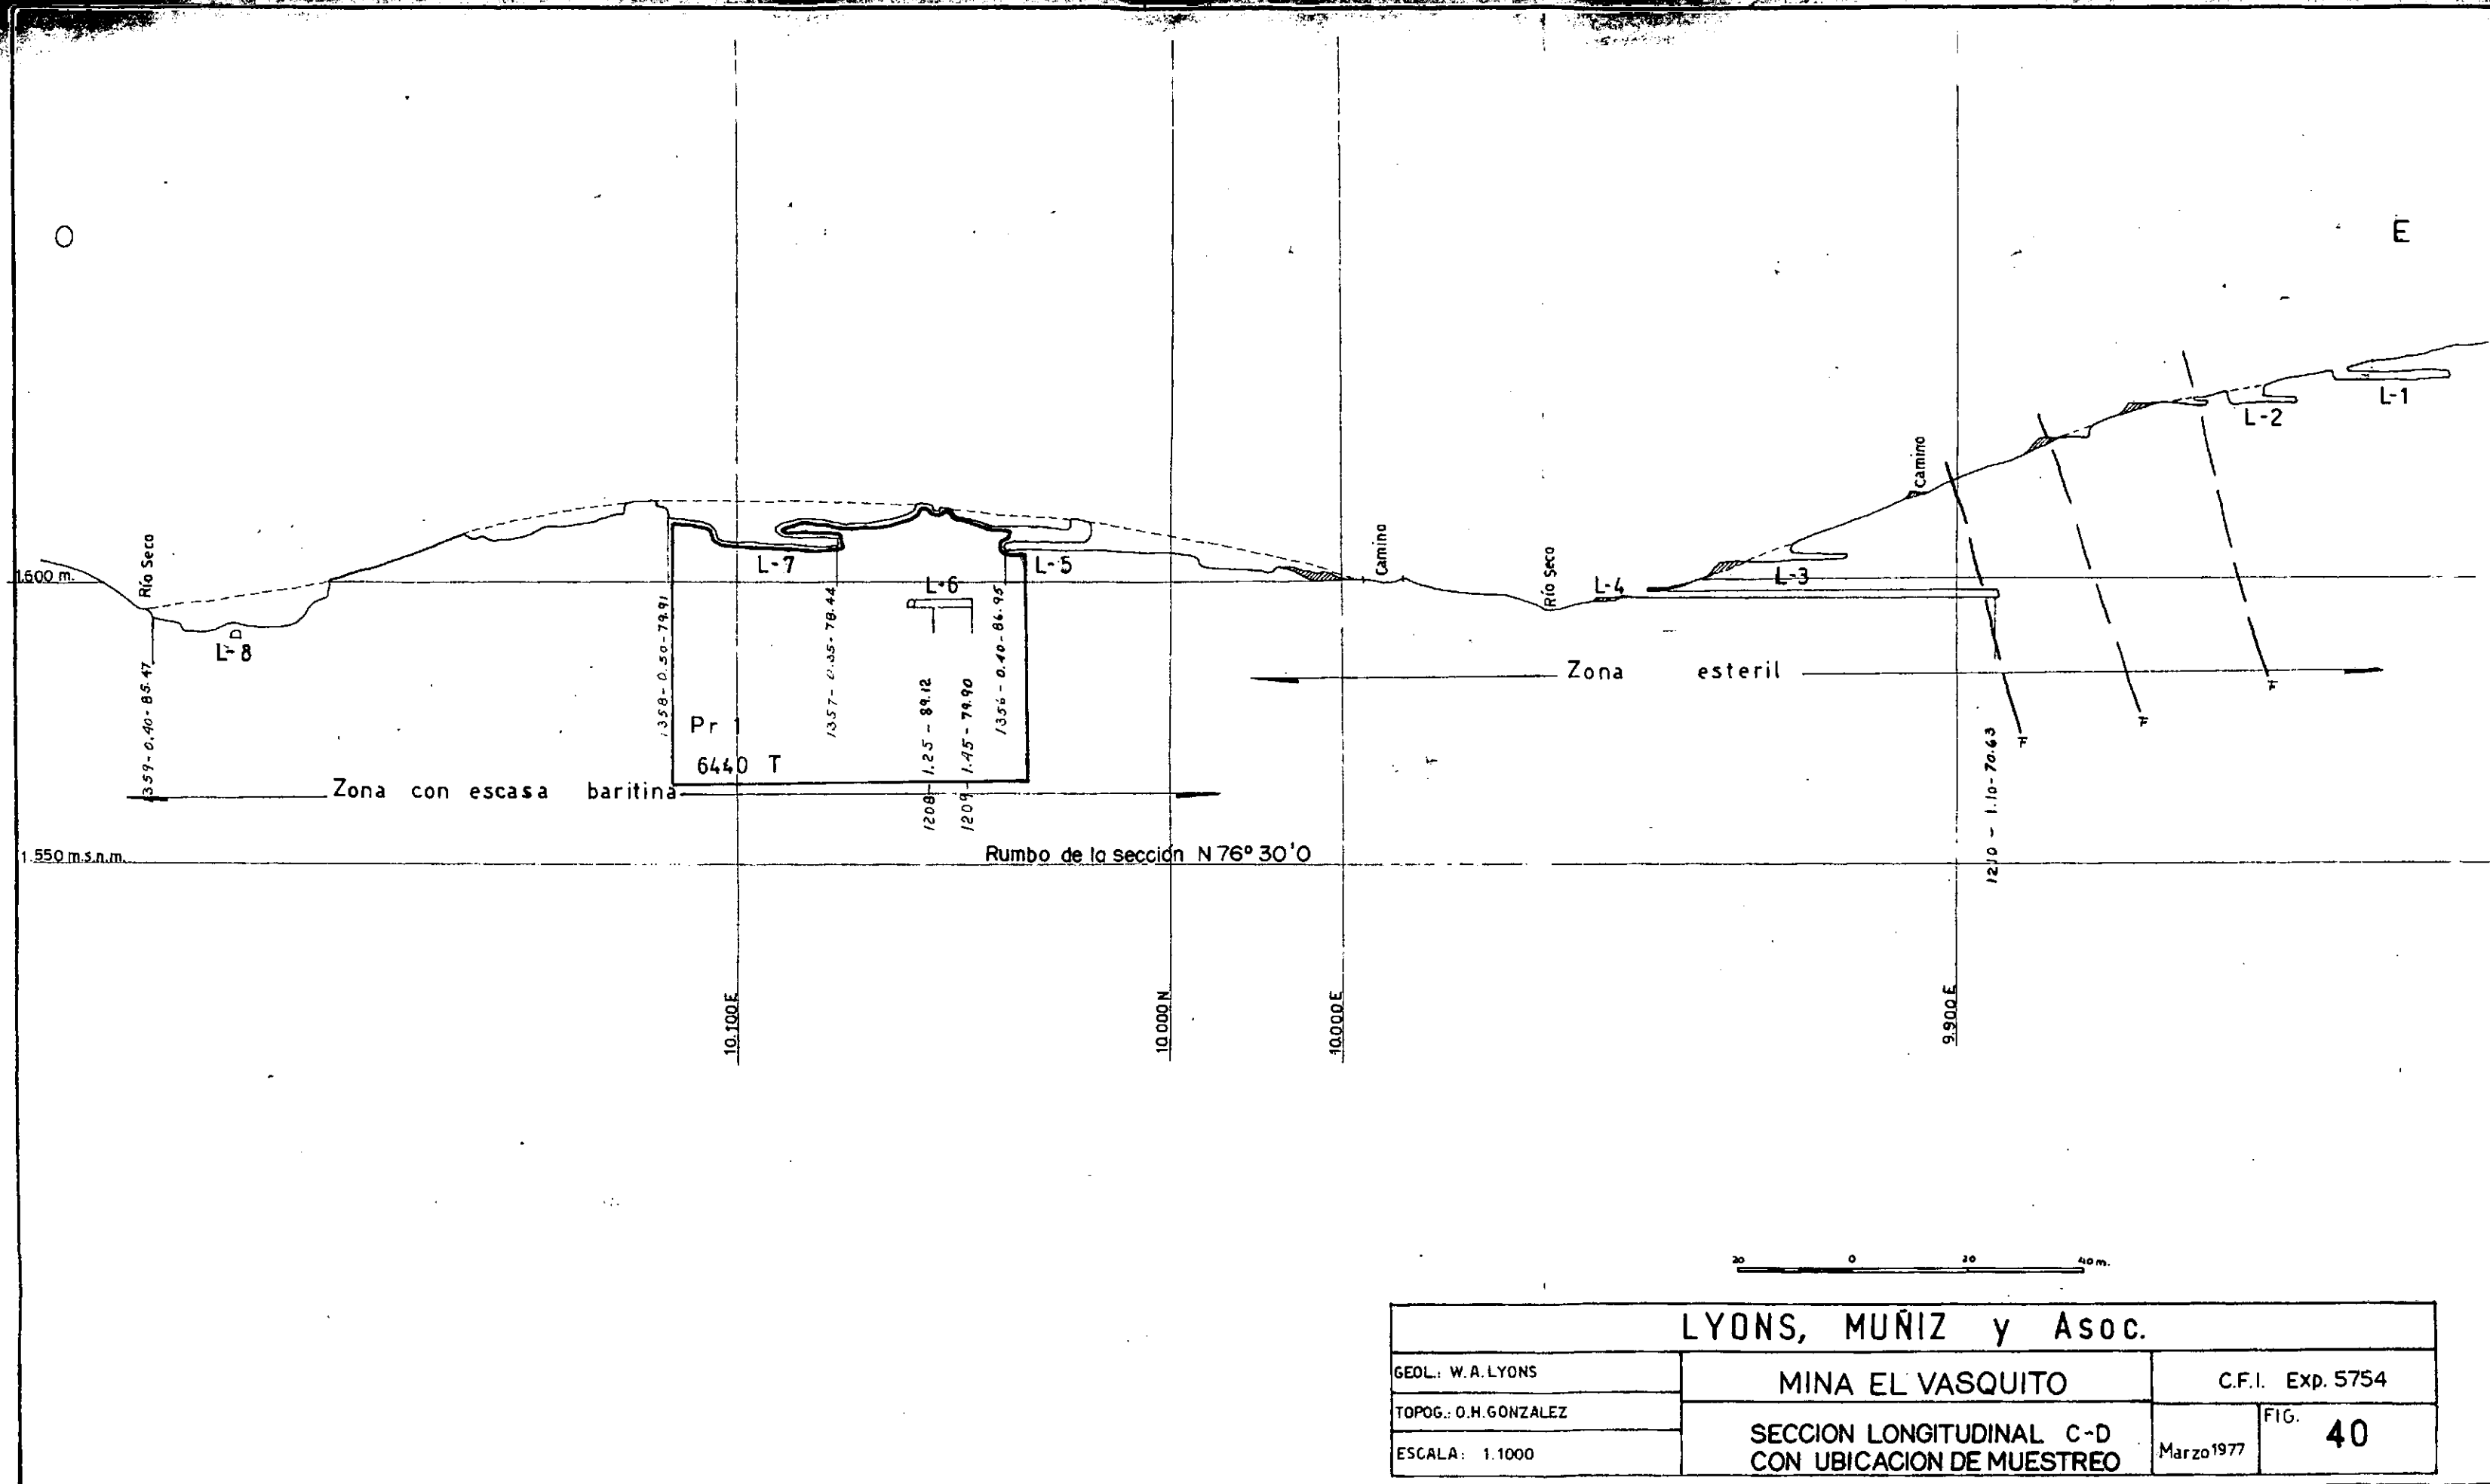 O
E
L-1
L-2
Camino
Río Seco
Camino
Río Seco
L-7
L-5
L-3
1.600 m.
L-6
L-4
L-8
1359-0.40-85.47
1358-0.50-79.91
1357-0.35-78.44
1356-0.40-86.95
1208-1.25-89.12
1209-1.45-79.90
1210-1.10-70.63
Zona esteril
F
F
F
Pr 1
6440 T
Zona con escasa baritina
Rumbo de la sección N 76° 30'O
1.550 m.s.n.m.
10.100E
10.000N
10.000E
9.900E
20 0 20 40m.
LYONS, MUÑIZ y Asoc.
GEOL.: W.A.LYONS
MINA EL VASQUITO
C.F.I. Exp. 5754
TOPOG.: O.H.GONZALEZ
SECCION LONGITUDINAL C-D
CON UBICACION DE MUESTREO
ESCALA: 1.1000
Marzo 1977
FIG. 40